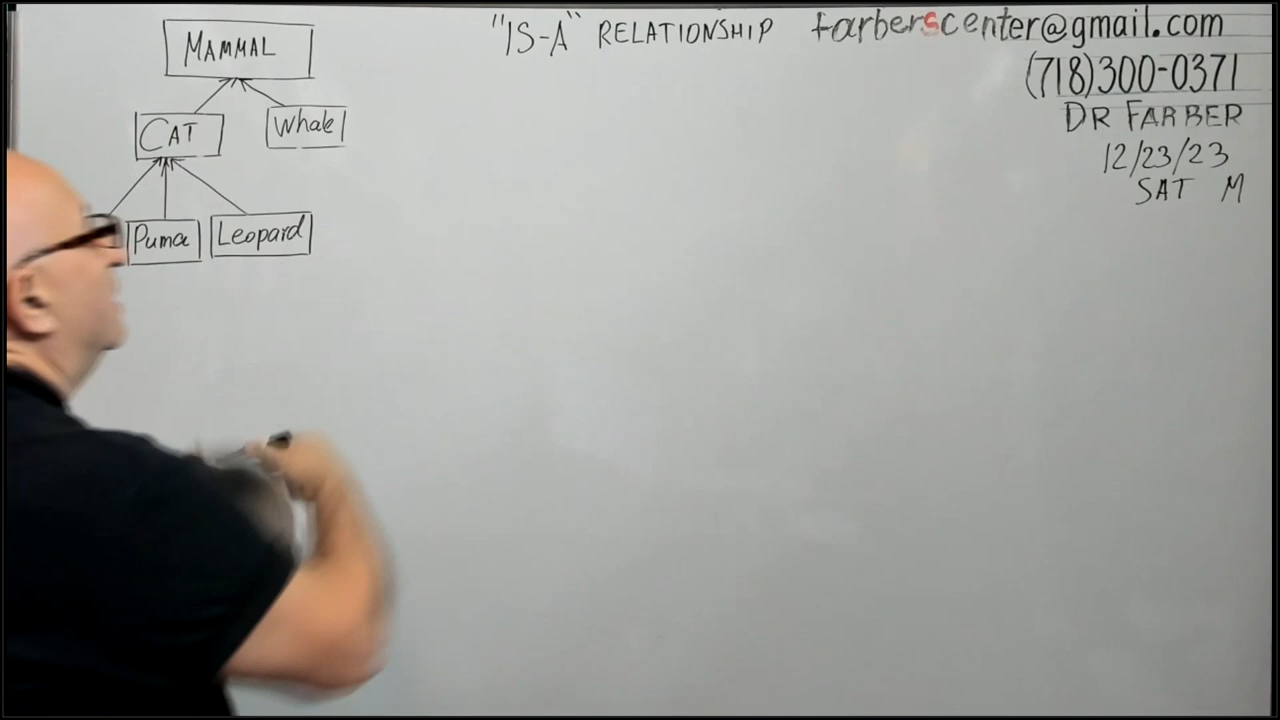 "IS-A" RELATIONSHIP farberscenter@gmail.com
(718)300-0371
DR FARBER
12/23/23
SAT M
MAMMAL
CAT Whale
Puma Leopard